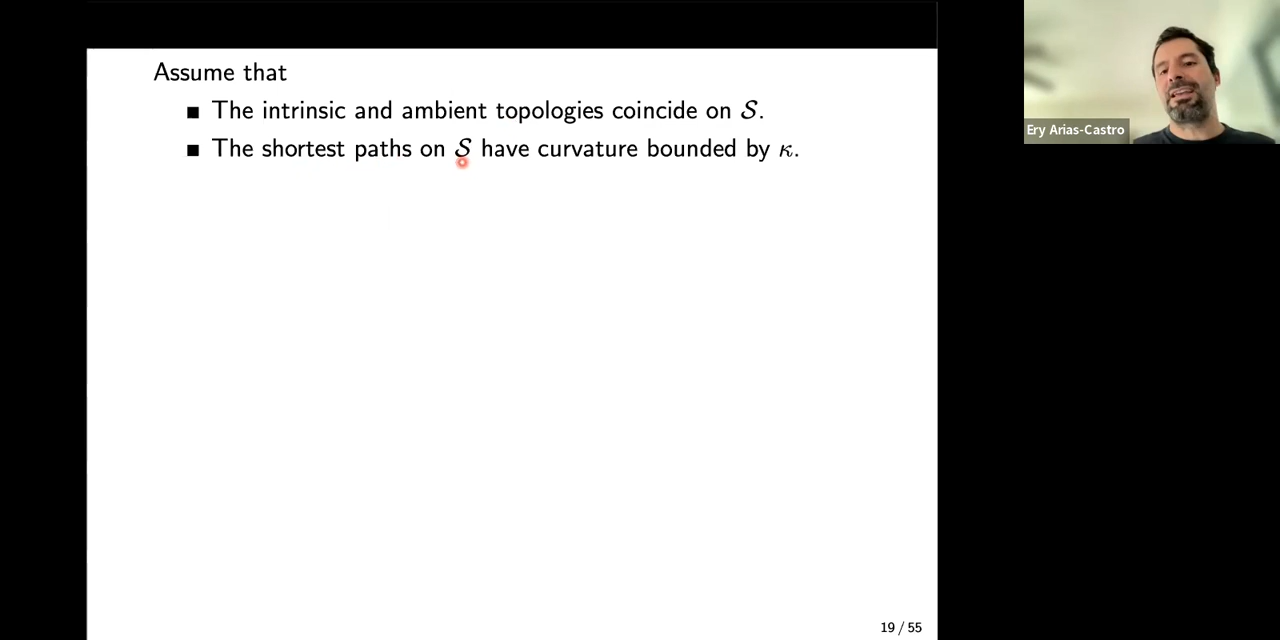 Assume that
■ The intrinsic and ambient topologies coincide on 𝒮.
■ The shortest paths on 𝒮 have curvature bounded by κ.
Ery Arias-Castro
19 / 55